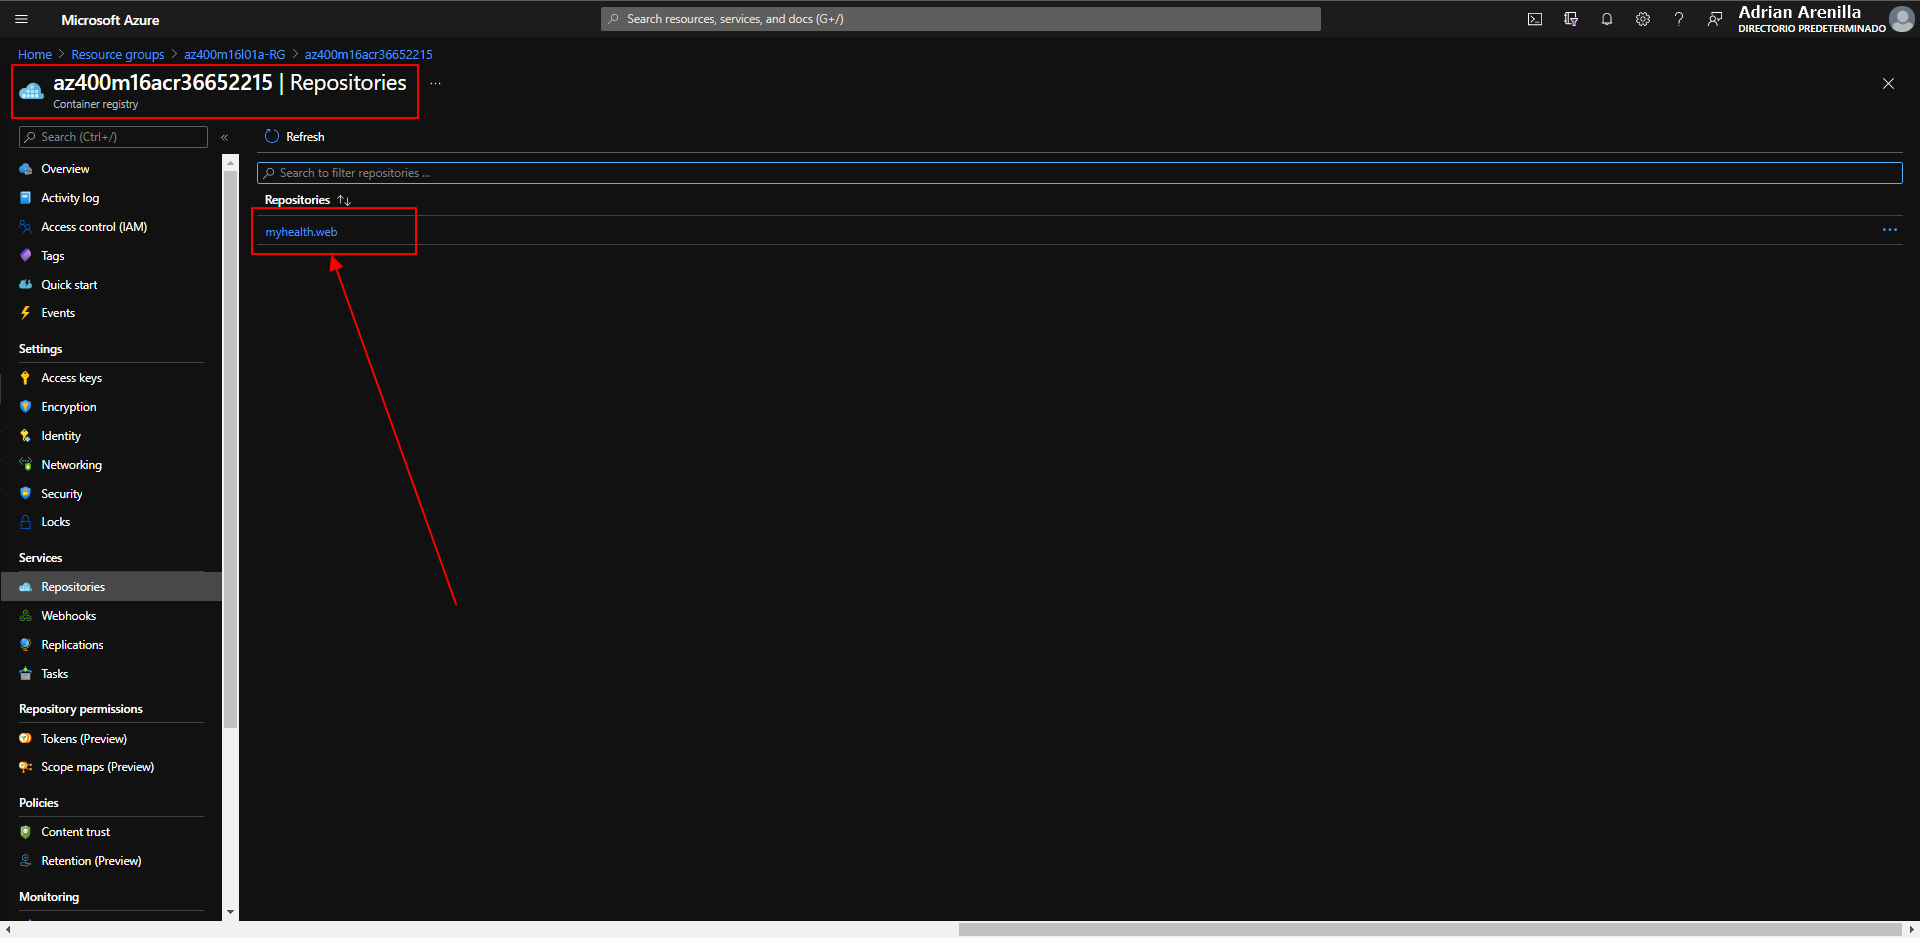 Microsoft Azure
Search resources, services, and docs (G+/)
Adrian Arenilla
DIRECTORIO PREDETERMINADO
Home > Resource groups > az400m16l01a-RG > az400m16acr36652215
az400m16acr36652215 | Repositories ...
Container registry
Search (Ctrl+/)
«
Refresh
Overview
Activity log
Access control (IAM)
Tags
Quick start
Events
Settings
Access keys
Encryption
Identity
Networking
Security
Locks
Services
Repositories
Webhooks
Replications
Tasks
Repository permissions
Tokens (Preview)
Scope maps (Preview)
Policies
Content trust
Retention (Preview)
Monitoring
Search to filter repositories ...
Repositories ↑↓
myhealth.web
...